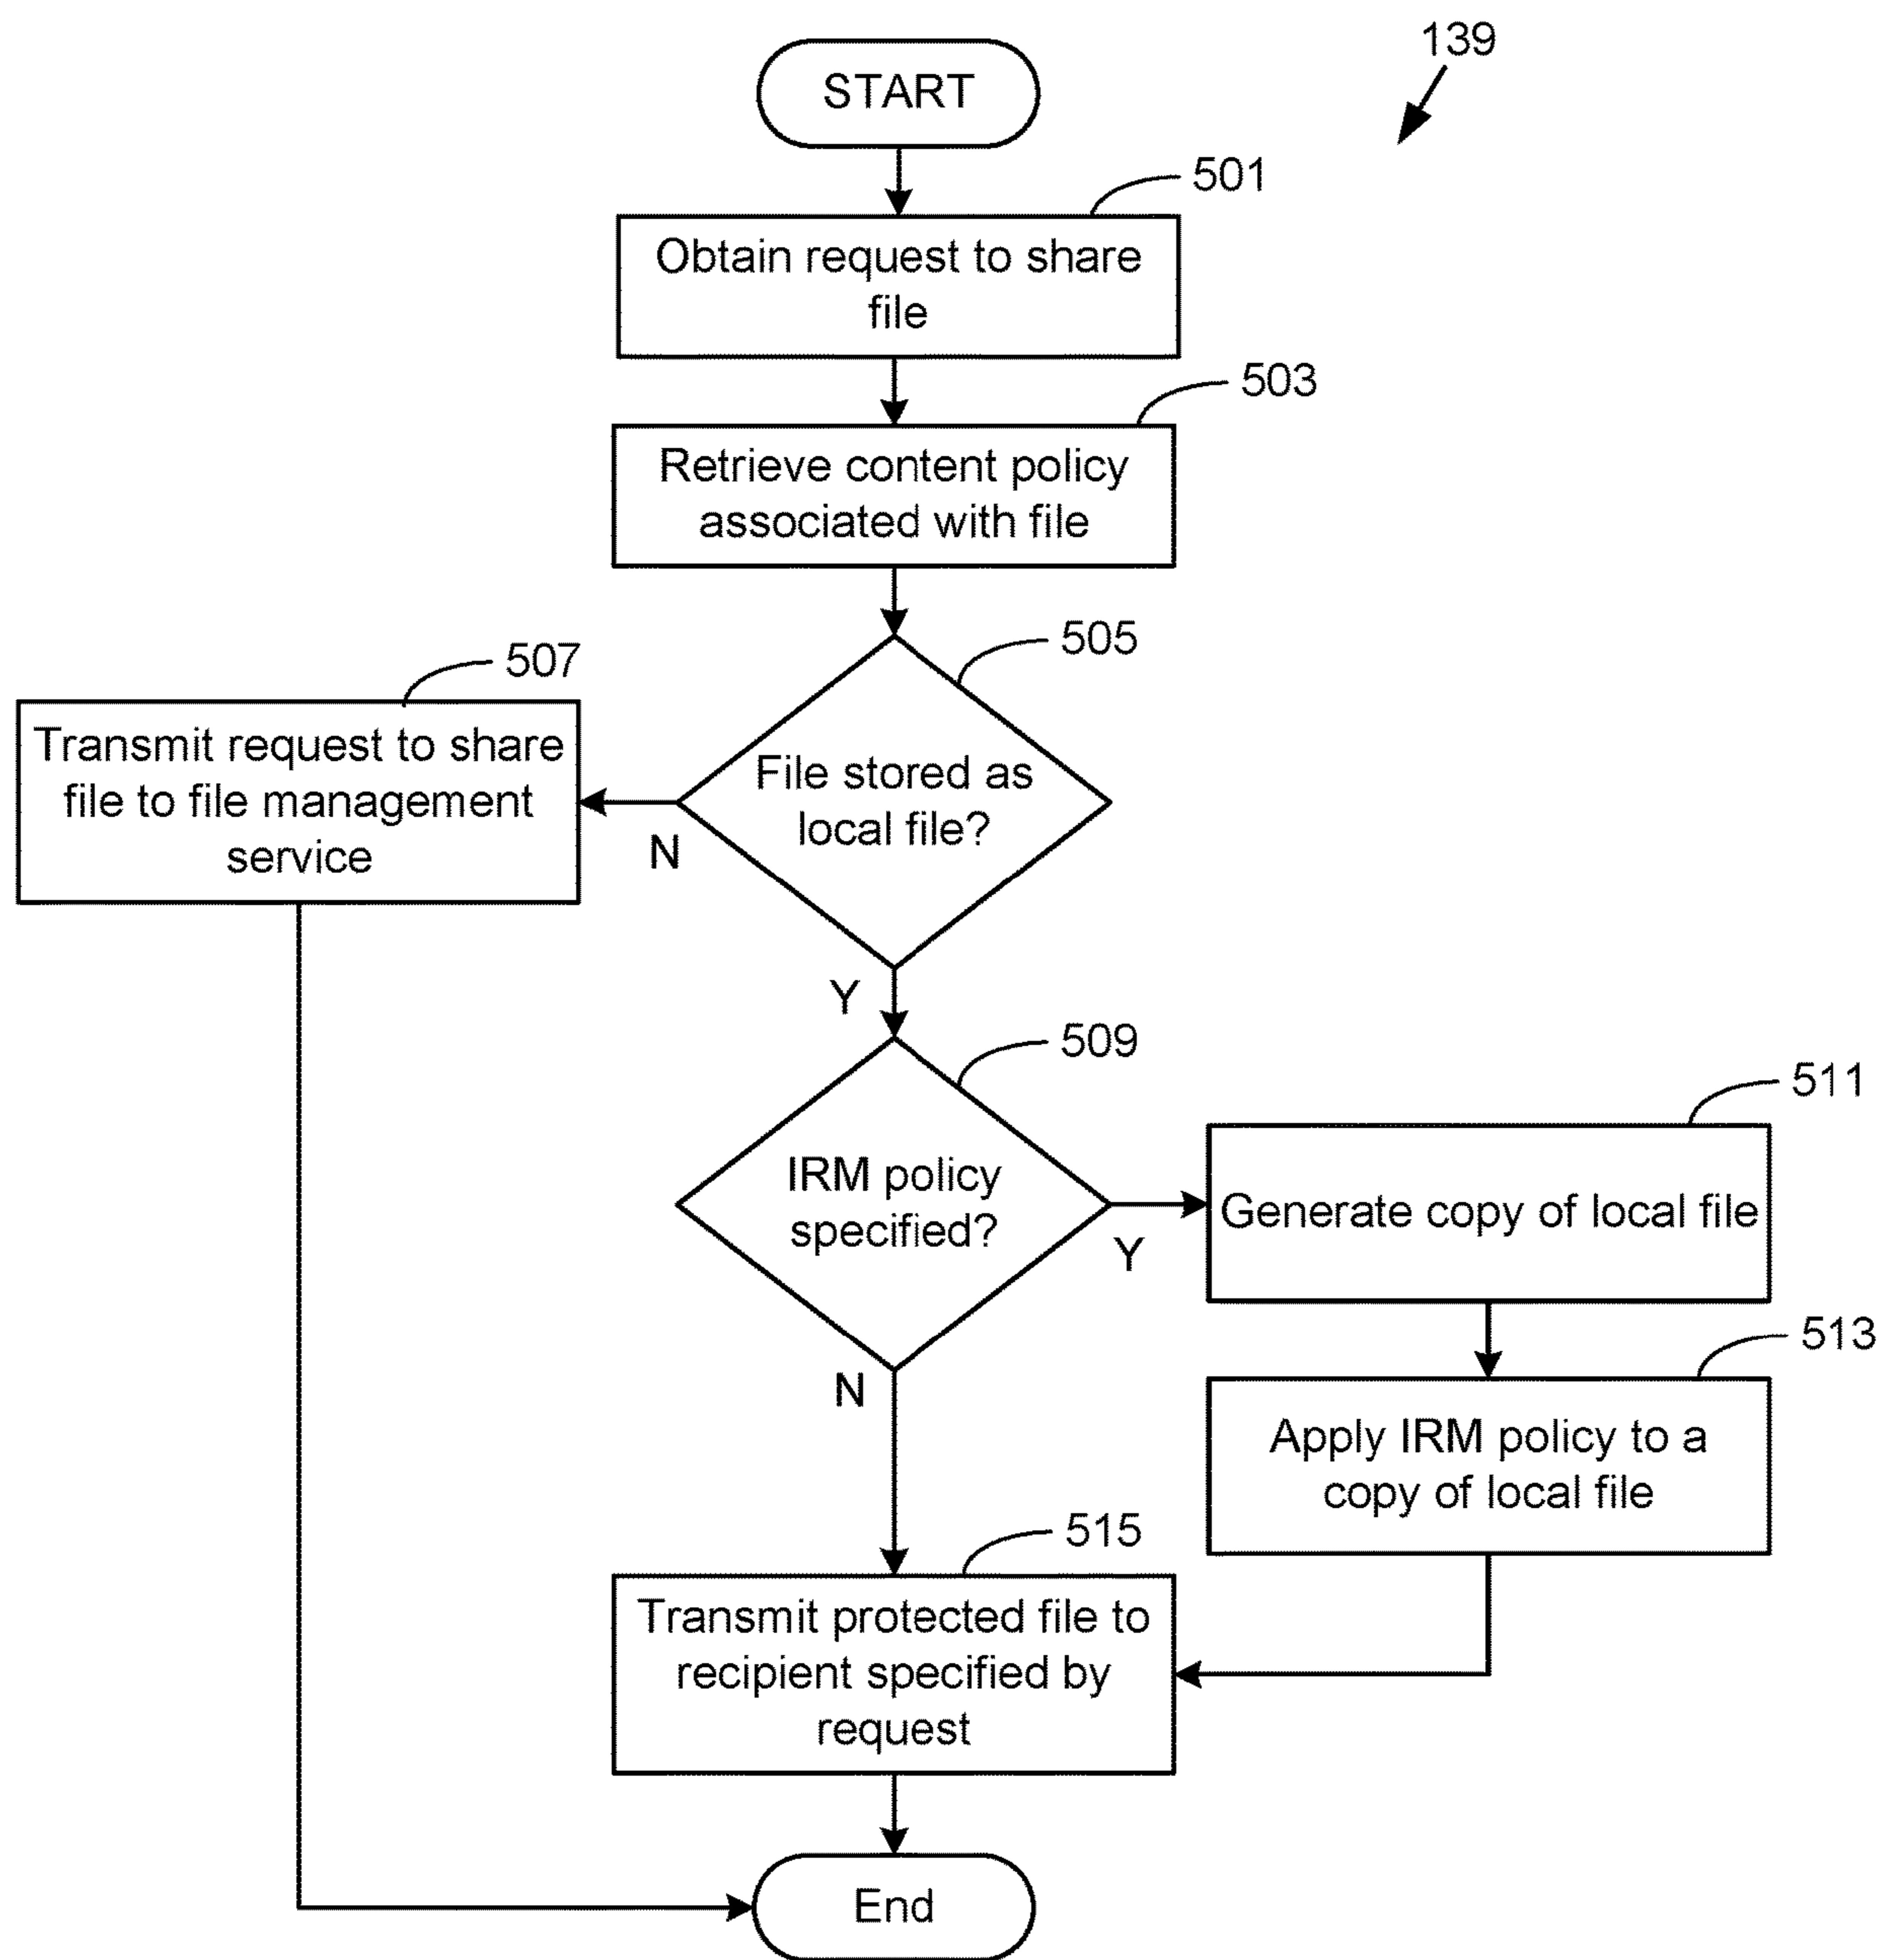 139
START
501
Obtain request to share
file
503
Retrieve content policy
associated with file
505
507
File stored as
local file?
Transmit request to share
file to file management
service
N
Y
509
IRM policy
specified?
Y
N
511
Generate copy of local file
513
Apply IRM policy to a
copy of local file
515
Transmit protected file to
recipient specified by
request
End